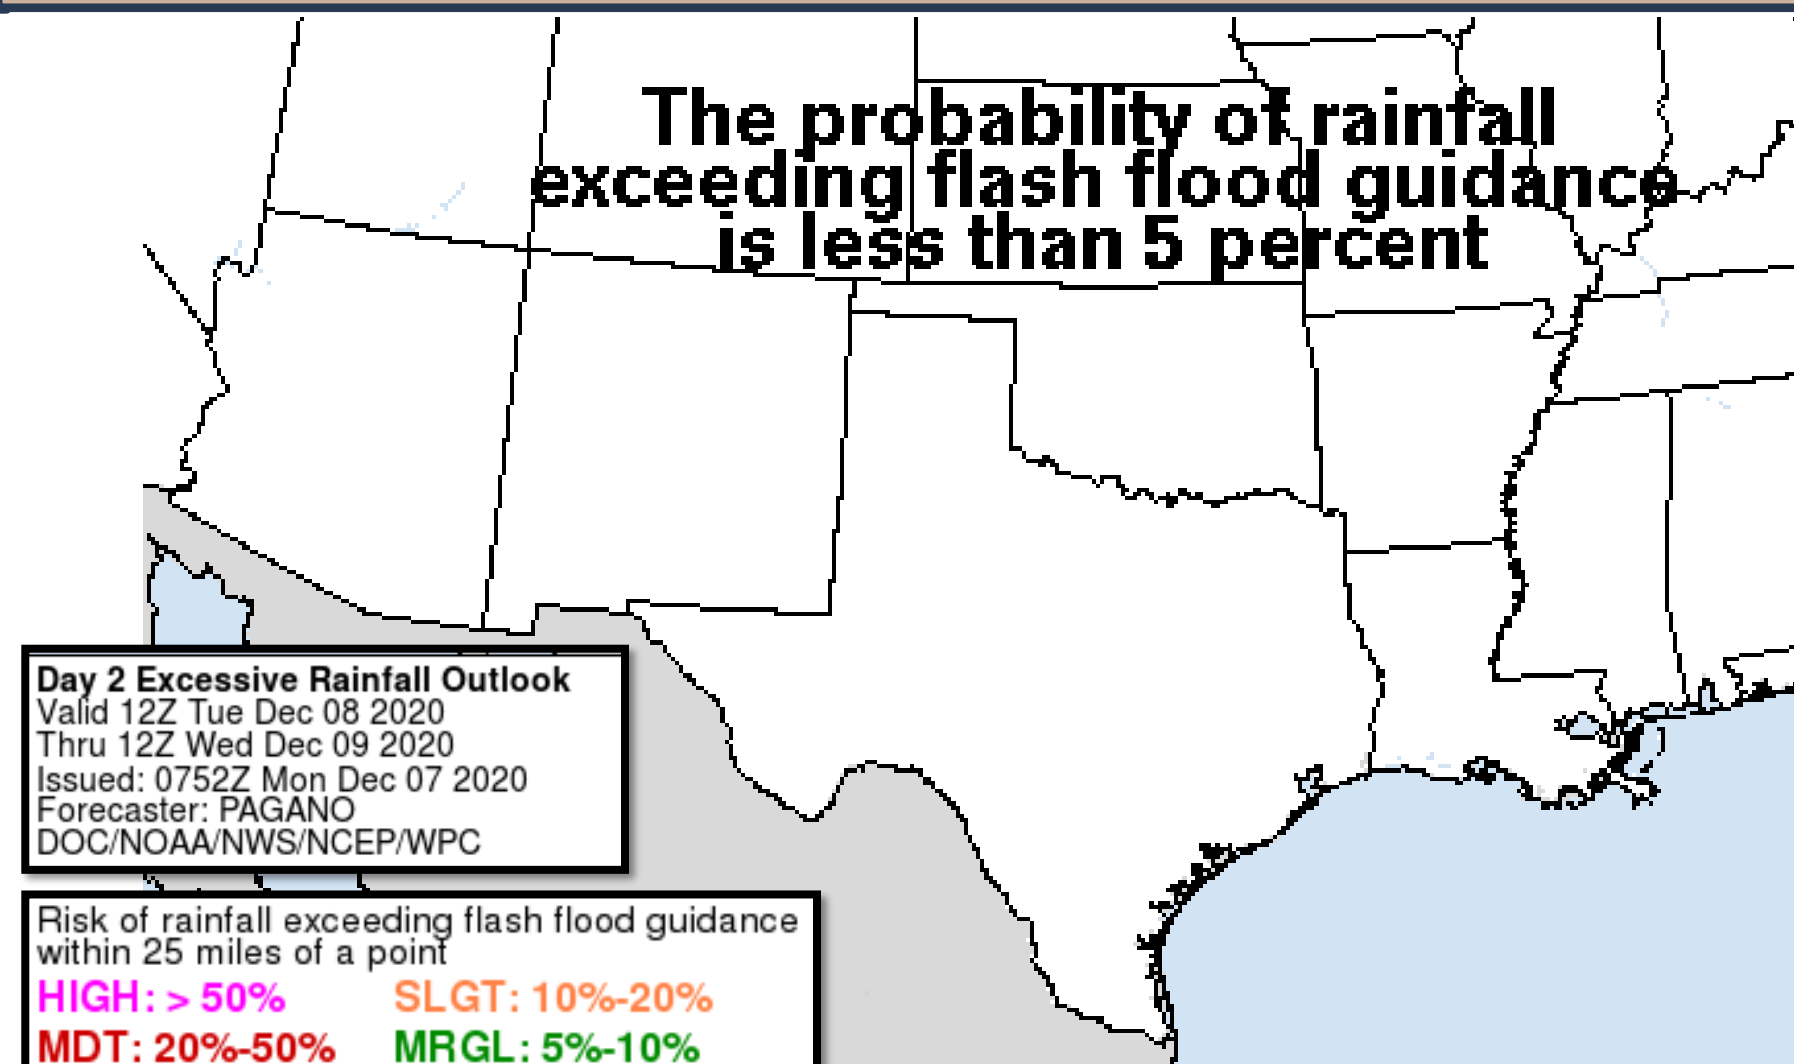 The probability of rainfall
exceeding flash flood guidance
is less than 5 percent
Day 2 Excessive Rainfall Outlook
Valid 12Z Tue Dec 08 2020
Thru 12Z Wed Dec 09 2020
Issued: 0752Z Mon Dec 07 2020
Forecaster: PAGANO
DOC/NOAA/NWS/NCEP/WPC
Risk of rainfall exceeding flash flood guidance
within 25 miles of a point
HIGH: > 50% SLGT: 10%-20%
MDT: 20%-50% MRGL: 5%-10%